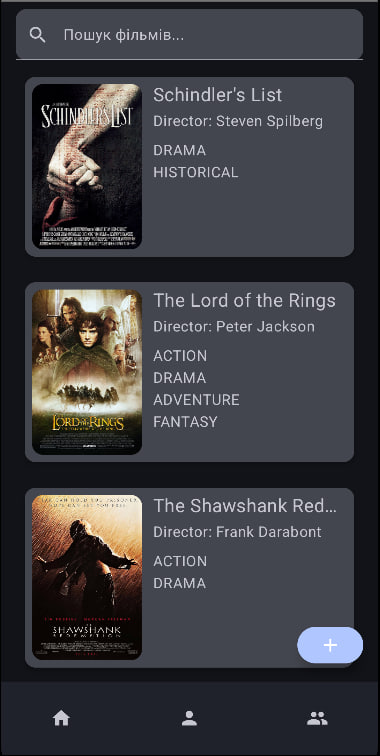 Пошук фільмів...
SCHINDLER'S LIST
Schindler's List
Director: Steven Spilberg
DRAMA
HISTORICAL
THE LORD OF THE RINGS
The Lord of the Rings
Director: Peter Jackson
ACTION
DRAMA
ADVENTURE
FANTASY
THE
SHAWSHANK
REDEMPTION
The Shawshank Red...
Director: Frank Darabont
ACTION
DRAMA
+